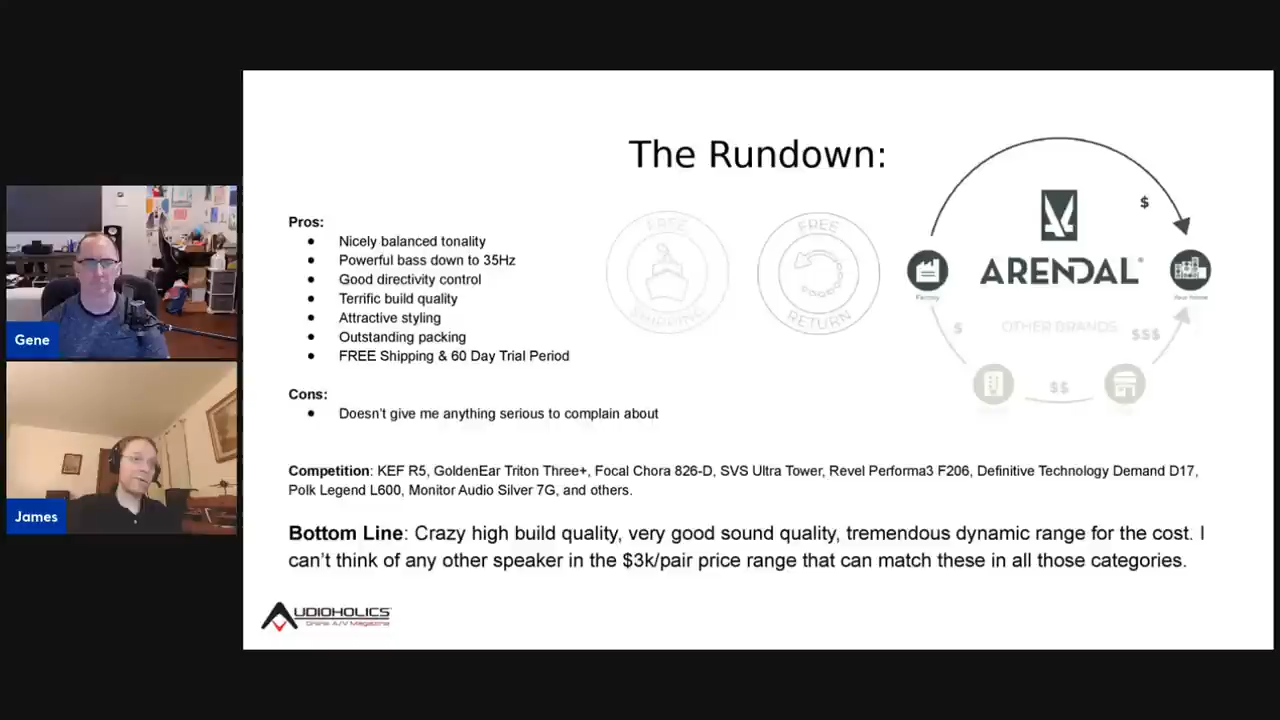 The Rundown:
Pros:
● Nicely balanced tonality
● Powerful bass down to 35Hz
● Good directivity control
● Terrific build quality
● Attractive styling
● Outstanding packing
● FREE Shipping & 60 Day Trial Period
Cons:
● Doesn't give me anything serious to complain about
Competition: KEF R5, GoldenEar Triton Three+, Focal Chora 826-D, SVS Ultra Tower, Revel Performa3 F206, Definitive Technology Demand D17,
Polk Legend L600, Monitor Audio Silver 7G, and others.
Bottom Line: Crazy high build quality, very good sound quality, tremendous dynamic range for the cost. I
can't think of any other speaker in the $3k/pair price range that can match these in all those categories.
FREE
SHIPPING
FREE
RETURN
$
ARENDAL®
Factory
Your home
OTHER BRANDS
$
$$$
$$
AUDIOHOLICS
Online A/V Magazine
Gene
James